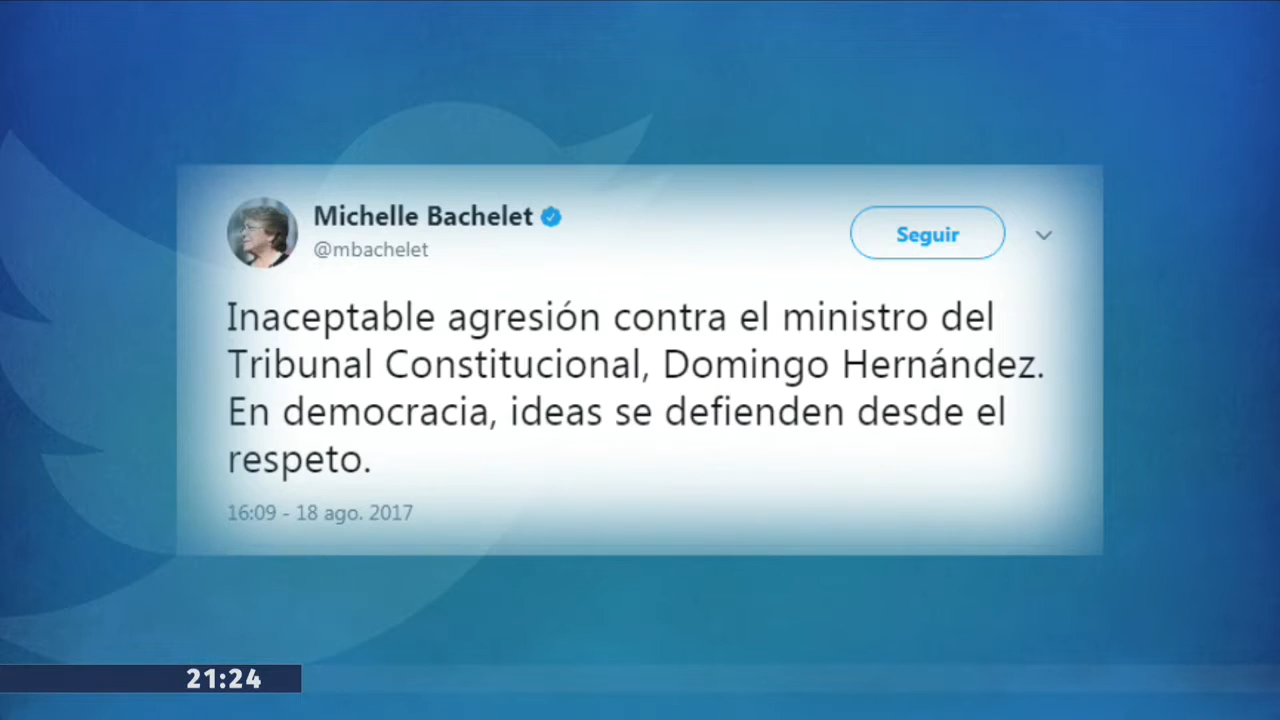 Michelle Bachelet
@mbachelet
Seguir
Inaceptable agresión contra el ministro del
Tribunal Constitucional, Domingo Hernández.
En democracia, ideas se defienden desde el
respeto.
16:09 - 18 ago. 2017
21:24